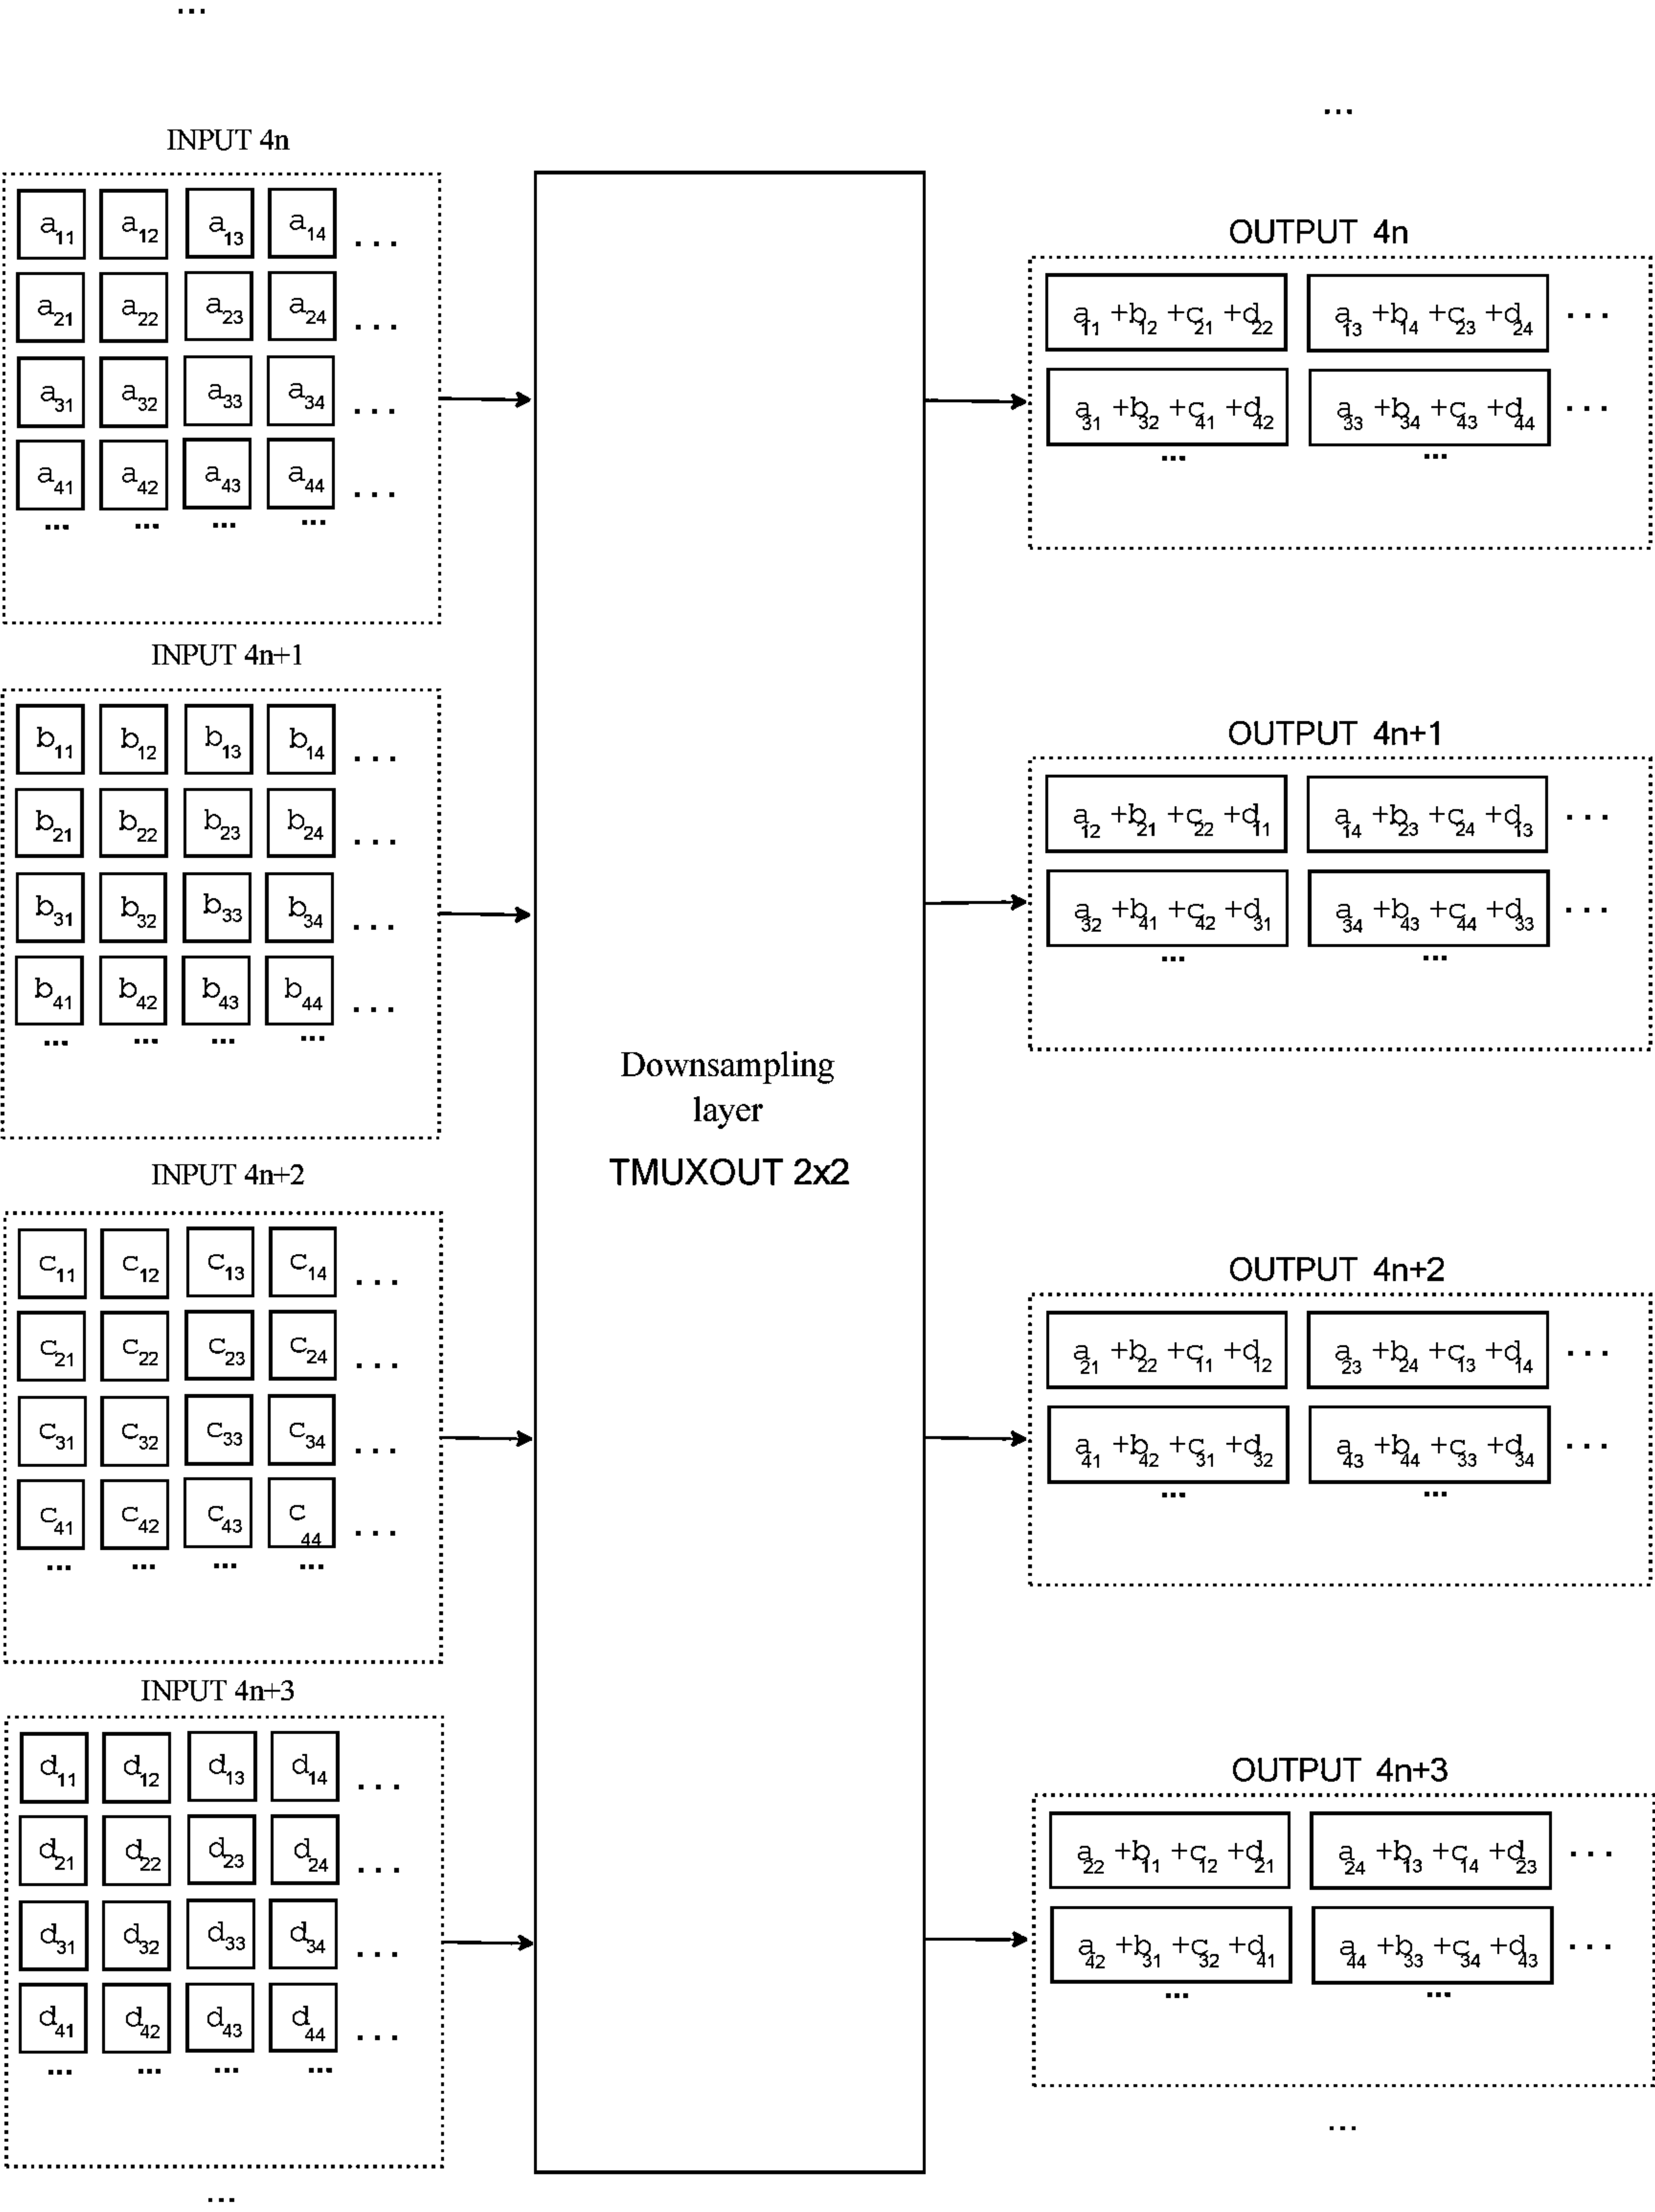 ...
INPUT 4n
a11 a12 a13 a14 ...
a21 a22 a23 a24 ...
a31 a32 a33 a34 ...
a41 a42 a43 a44 ...
... ... ... ...
INPUT 4n+1
b11 b12 b13 b14 ...
b21 b22 b23 b24 ...
b31 b32 b33 b34 ...
b41 b42 b43 b44 ...
... ... ... ...
INPUT 4n+2
c11 c12 c13 c14 ...
c21 c22 c23 c24 ...
c31 c32 c33 c34 ...
c41 c42 c43 c44 ...
... ... ... ...
INPUT 4n+3
d11 d12 d13 d14 ...
d21 d22 d23 d24 ...
d31 d32 d33 d34 ...
d41 d42 d43 d44 ...
... ... ... ...
...
Downsampling
layer
TMUXOUT 2x2
...
OUTPUT 4n
a11 +b12 +c21 +d22 a13 +b14 +c23 +d24 ...
a31 +b32 +c41 +d42 a33 +b34 +c43 +d44 ...
... ...
OUTPUT 4n+1
a12 +b21 +c22 +d11 a14 +b23 +c24 +d13 ...
a32 +b41 +c42 +d31 a34 +b43 +c44 +d33 ...
... ...
OUTPUT 4n+2
a21 +b22 +c11 +d12 a23 +b24 +c13 +d14 ...
a41 +b42 +c31 +d32 a43 +b44 +c33 +d34 ...
... ...
OUTPUT 4n+3
a22 +b11 +c12 +d21 a24 +b13 +c14 +d23 ...
a42 +b31 +c32 +d41 a44 +b33 +c34 +d43 ...
... ...
...